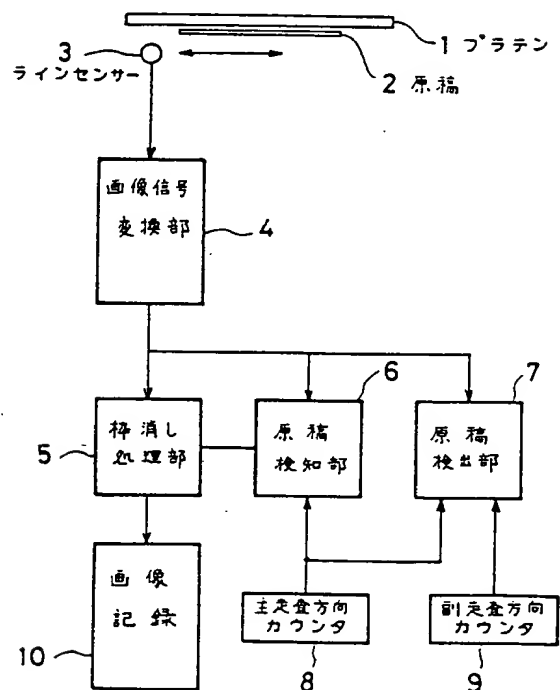 1 プラテン
3
ラインセンサー
2 原稿
画像信号
変換部
4
6
7
枠消し
処理部
5
原稿
検知部
原稿
検出部
画像
記録
10
主走査方向
カウンタ
8
副走査方向
カウンタ
9